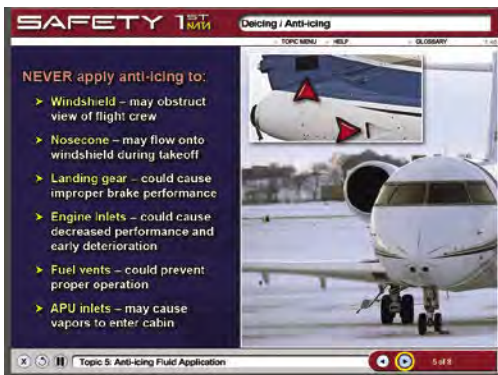 SAFETY 1ST
NATA
Deicing / Anti-icing
TOPIC MENU HELP GLOSSARY
NEVER apply anti-icing to:
➤ Windshield – may obstruct
view of flight crew
➤ Nosecone – may flow onto
windshield during takeoff
➤ Landing gear – could cause
improper brake performance
➤ Engine Inlets – could cause
decreased performance and
early deterioration
➤ Fuel vents – could prevent
proper operation
➤ APU inlets – may cause
vapors to enter cabin
X
Topic 5: Anti-icing Fluid Application
5 of 8